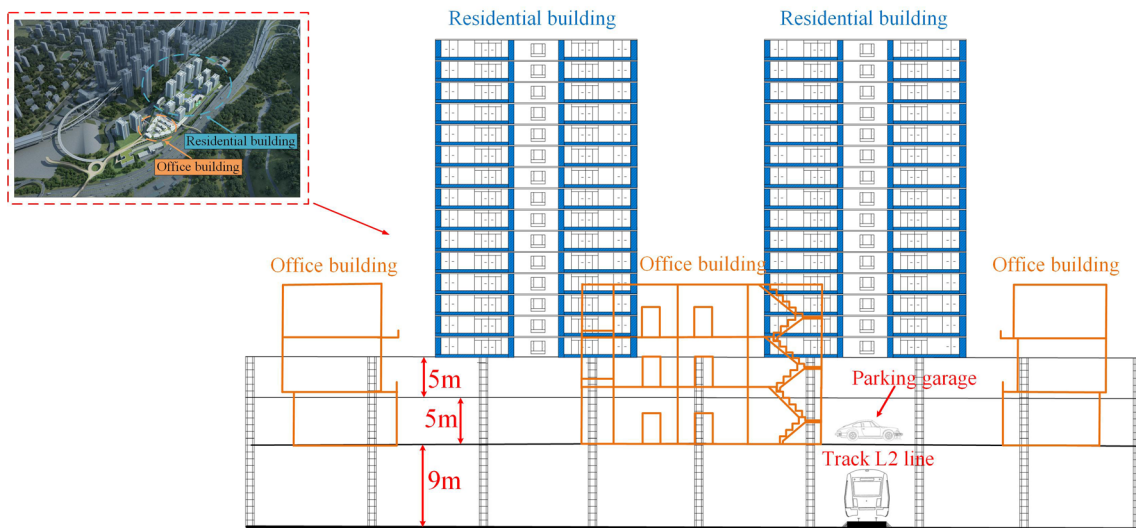 Residential building
Residential building
Residential building
Office building
Office building
Office building
Office building
5m
Parking garage
5m
Track L2 line
9m